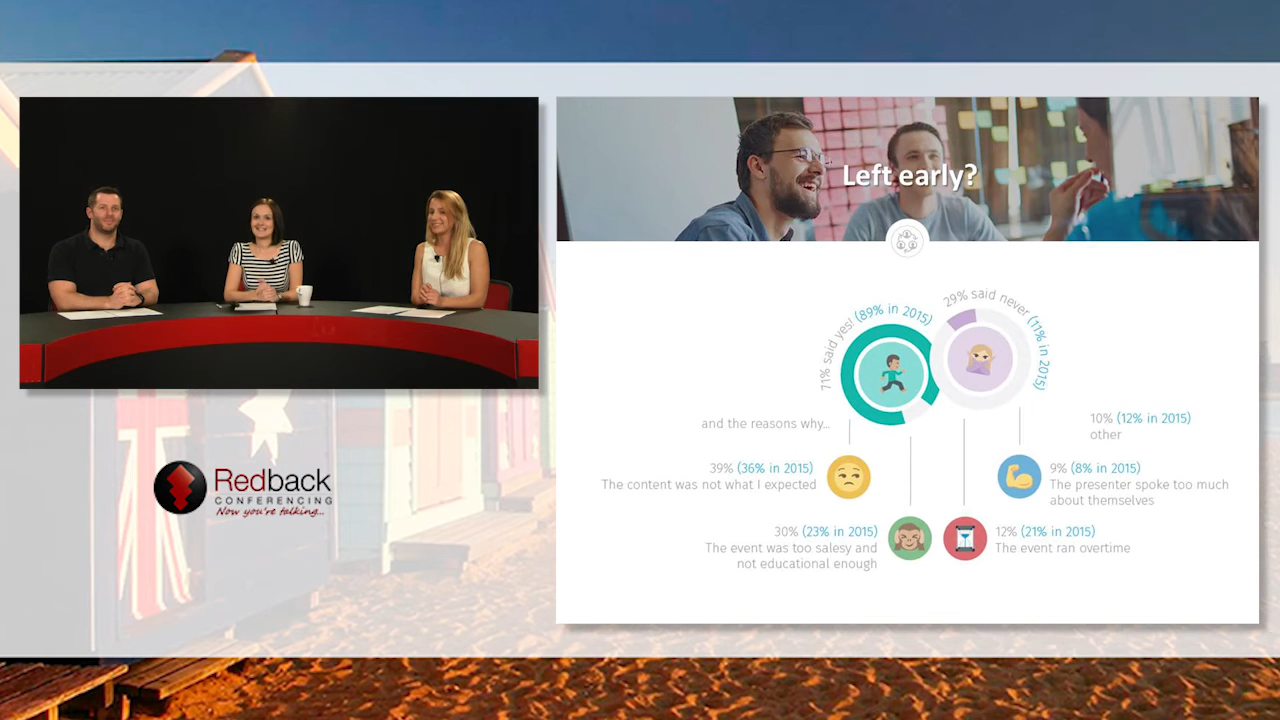 Left early?
71% said yes! (89% in 2015)
29% said never (11% in 2015)
and the reasons why...
10% (12% in 2015)
other
39% (36% in 2015)
The content was not what I expected
9% (8% in 2015)
The presenter spoke too much
about themselves
30% (23% in 2015)
The event was too salesy and
not educational enough
12% (21% in 2015)
The event ran overtime
Redback
CONFERENCING
Now you're talking...